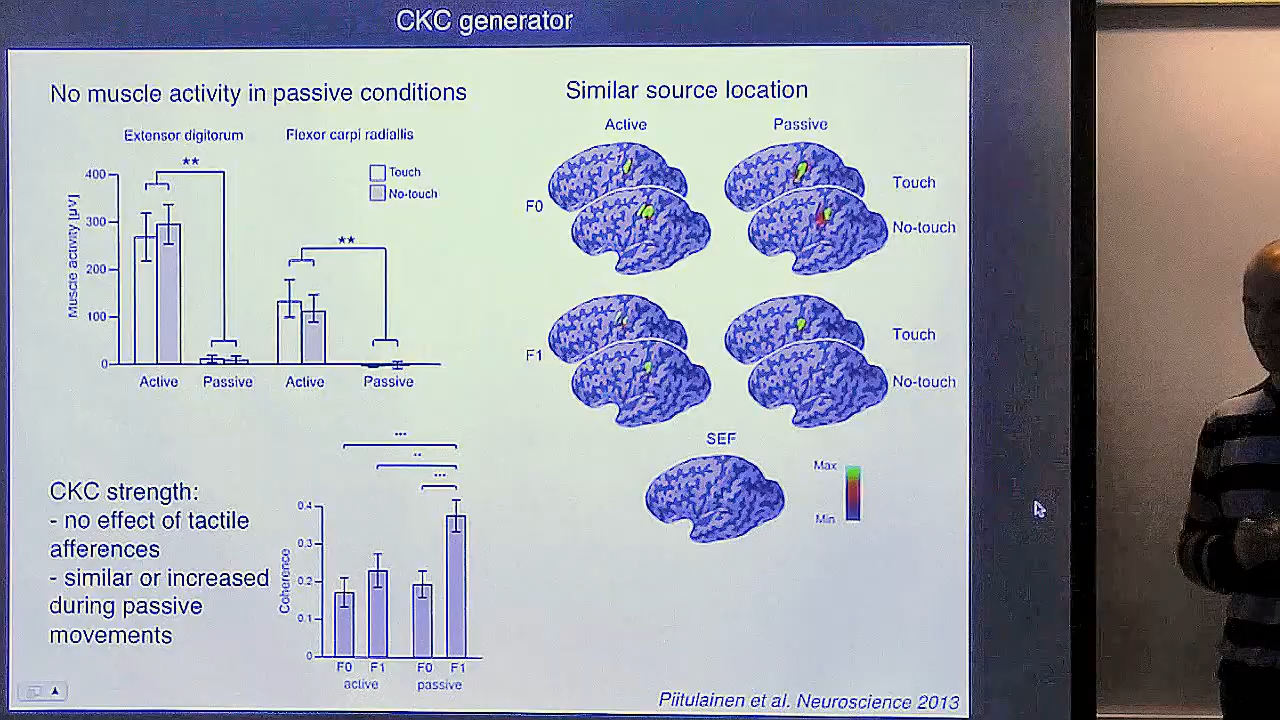 CKC generator
No muscle activity in passive conditions
Extensor digitorum
Flexor carpi radiallis
**
**
Touch
No-touch
Muscle activity [µV]
400
300
200
100
0
Active
Passive
Active
Passive
Similar source location
Active
Passive
F0
Touch
No-touch
F1
Touch
No-touch
SEF
Max
Min
CKC strength:
- no effect of tactile
afferences
- similar or increased
during passive
movements
***
**
***
Coherence
0.4
0.3
0.2
0.1
0
F0
F1
F0
F1
active
passive
Piitulainen et al. Neuroscience 2013